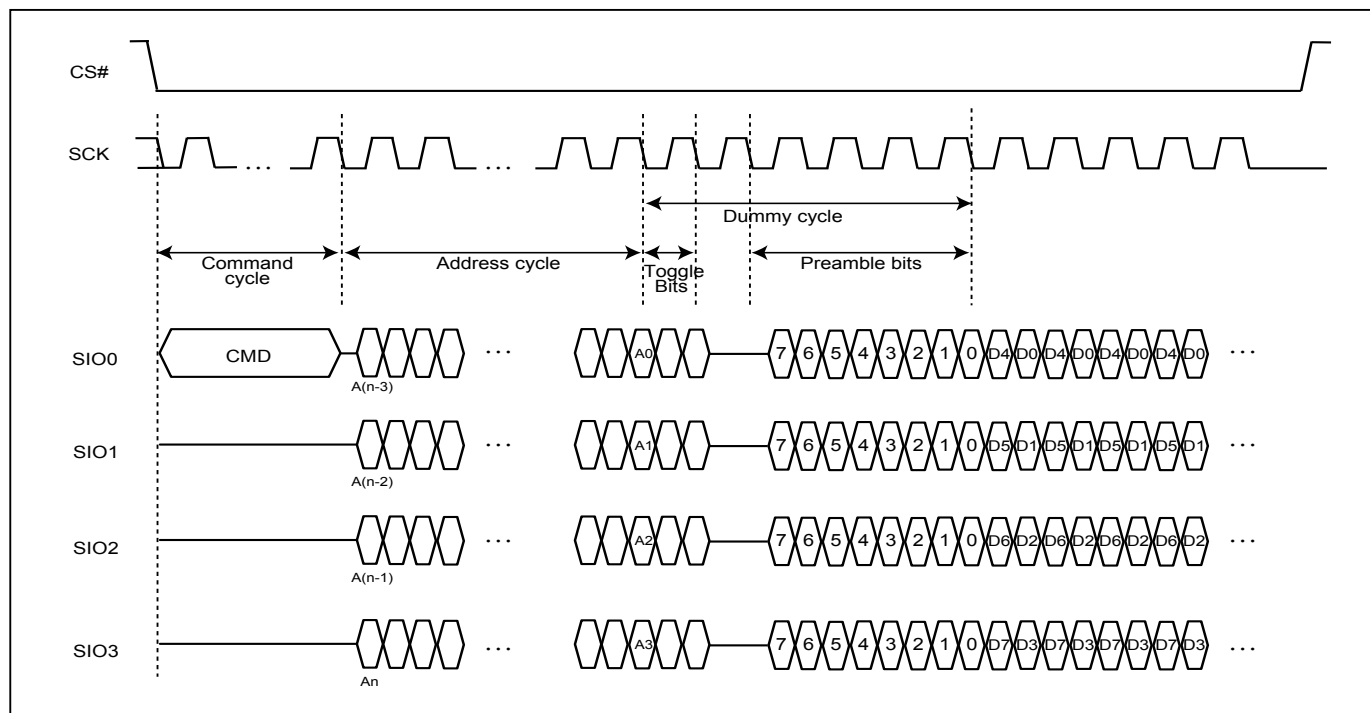 CS#
SCK
... ...
Dummy cycle
Command
cycle
Address cycle
Toggle
Bits
Preamble bits
SIO0 CMD ... A0 7 6 5 4 3 2 1 0 D4 D0 D4 D0 D4 D0 D4 D0 ...
A(n-3)
SIO1 ... A1 7 6 5 4 3 2 1 0 D5 D1 D5 D1 D5 D1 D5 D1 ...
A(n-2)
SIO2 ... A2 7 6 5 4 3 2 1 0 D6 D2 D6 D2 D6 D2 D6 D2 ...
A(n-1)
SIO3 ... A3 7 6 5 4 3 2 1 0 D7 D3 D7 D3 D7 D3 D7 D3 ...
An